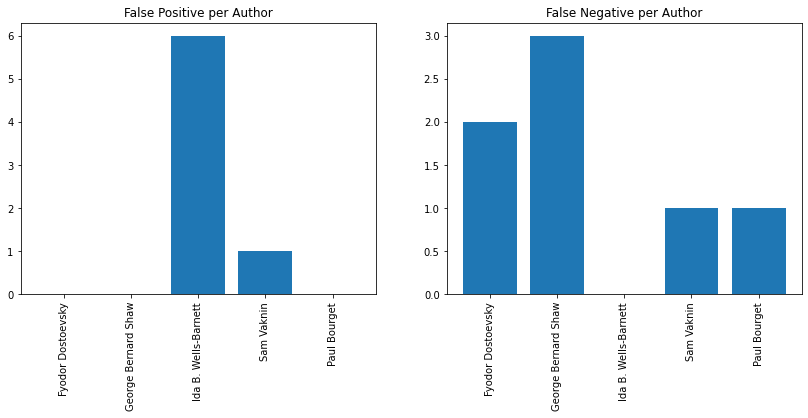 False Positive per Author
6
5
4
3
2
1
0
Fyodor Dostoevsky
George Bernard Shaw
Ida B. Wells-Barnett
Sam Vaknin
Paul Bourget
False Negative per Author
3.0
2.5
2.0
1.5
1.0
0.5
0.0
Fyodor Dostoevsky
George Bernard Shaw
Ida B. Wells-Barnett
Sam Vaknin
Paul Bourget